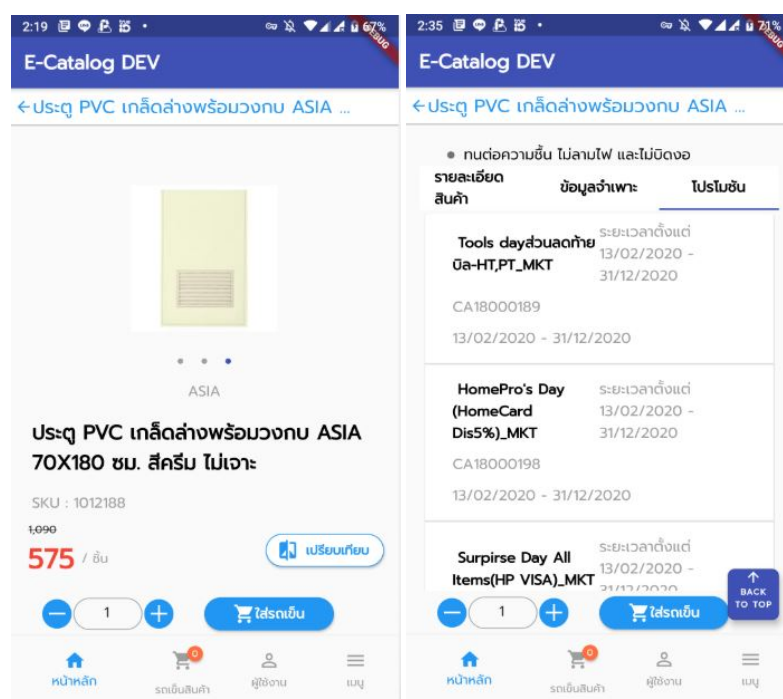 2:19
67%
E-Catalog DEV
←ประตู PVC เกล็ดล่างพร้อมวงกบ ASIA ...
ASIA
ประตู PVC เกล็ดล่างพร้อมวงกบ ASIA
70X180 ซม. สีครีม ไม่เจาะ
SKU : 1012188
1,090
575 / ชิ้น
เปรียบเทียบ
1
ใส่รถเข็น
0
หน้าหลัก
รถเข็นสินค้า
ผู้ใช้งาน
เมนู
2:35
71%
E-Catalog DEV
←ประตู PVC เกล็ดล่างพร้อมวงกบ ASIA ...
• ทนต่อความชื้น ไม่ลามไฟ และไม่บิดงอ
รายละเอียด
สินค้า
ข้อมูลจำเพาะ
โปรโมชัน
Tools dayส่วนลดท้าย
บิล-HT,PT_MKT
ระยะเวลาตั้งแต่
13/02/2020 -
31/12/2020
CA18000189
13/02/2020 - 31/12/2020
HomePro's Day
(HomeCard
Dis5%)_MKT
ระยะเวลาตั้งแต่
13/02/2020 -
31/12/2020
CA18000198
13/02/2020 - 31/12/2020
Surpirse Day All
Items(HP VISA)_MKT
ระยะเวลาตั้งแต่
13/02/2020 -
31/12/2020
BACK
TO TOP
1
ใส่รถเข็น
0
หน้าหลัก
รถเข็นสินค้า
ผู้ใช้งาน
เมนู